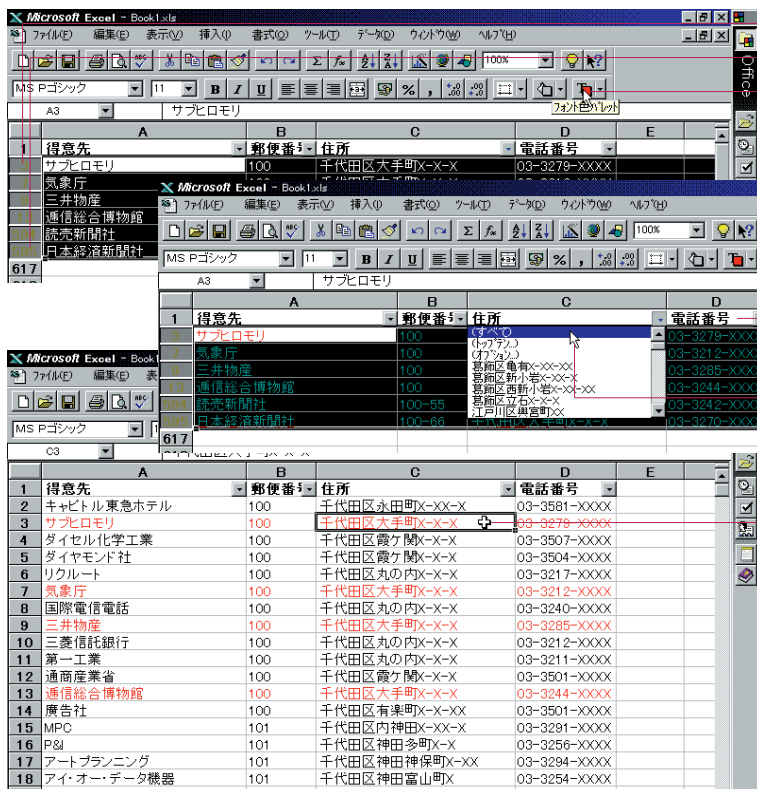 Microsoft Excel - Book1.xls
ファイル(F) 編集(E) 表示(V) 挿入(I) 書式(O) ツール(T) データ(D) ウィンドウ(W) ヘルプ(H)
100%
MS Pゴシック 11 B I U
フォント色パレット
Office
A3 サブヒロモリ
A B C D E
1 得意先 郵便番号 住所 電話番号
サブヒロモリ 100 千代田区大手町X-X-X 03-3279-XXXX
気象庁
三井物産
逓信総合博物館
読売新聞社
日本経済新聞社
617
Microsoft Excel - Book1.xls
ファイル(F) 編集(E) 表示(V) 挿入(I) 書式(O) ツール(T) データ(D) ウィンドウ(W) ヘルプ(H)
100%
MS Pゴシック 11 B I U
A3 サブヒロモリ
A B C D
1 得意先 郵便番号 住所 電話番号
サブヒロモリ 100 (すべて) 03-3279-XXX
気象庁 100 (トップテン...) 03-3212-XXX
三井物産 100 (オプション...) 03-3285-XXX
逓信総合博物館 100 葛飾区亀有X-XX-XX 03-3244-XXX
葛飾区新小岩X-XX-X
葛飾区西新小岩X-XX-XX
読売新聞社 100-55 葛飾区立石X-X-X 03-3242-XXX
江戸川区興宮町XX
日本経済新聞社 100-66 千代田区大手町X-X-X 03-3270-XXX
617
Microsoft Excel - Book1
ファイル(F) 編集(E) 表
MS Pゴシック
C3
A B C D E
1 得意先 郵便番号 住所 電話番号
2 キャピトル東急ホテル 100 千代田区永田町X-XX-X 03-3581-XXXX
3 サブヒロモリ 100 千代田区大手町X-X-X 03-3279-XXXX
4 ダイセル化学工業 100 千代田区霞ケ関X-X-X 03-3507-XXXX
5 ダイヤモンド社 100 千代田区霞ケ関X-X-X 03-3504-XXXX
6 リクルート 100 千代田区丸の内X-X-X 03-3217-XXXX
7 気象庁 100 千代田区大手町X-X-X 03-3212-XXXX
8 国際電信電話 100 千代田区丸の内X-X-X 03-3240-XXXX
9 三井物産 100 千代田区大手町X-X-X 03-3285-XXXX
10 三菱信託銀行 100 千代田区丸の内X-X-X 03-3212-XXXX
11 第一工業 100 千代田区丸の内X-X-X 03-3211-XXXX
12 通商産業省 100 千代田区霞ケ関X-X-X 03-3501-XXXX
13 逓信総合博物館 100 千代田区大手町X-X-X 03-3244-XXXX
14 廣告社 100 千代田区有楽町X-X-XX 03-3501-XXXX
15 MPC 101 千代田区内神田X-XX-X 03-3291-XXXX
16 P&I 101 千代田区神田多町X-X 03-3256-XXXX
17 アートプランニング 101 千代田区神田神保町X-XX 03-3294-XXXX
18 アイ・オー・データ機器 101 千代田区神田富山町X 03-3254-XXXX